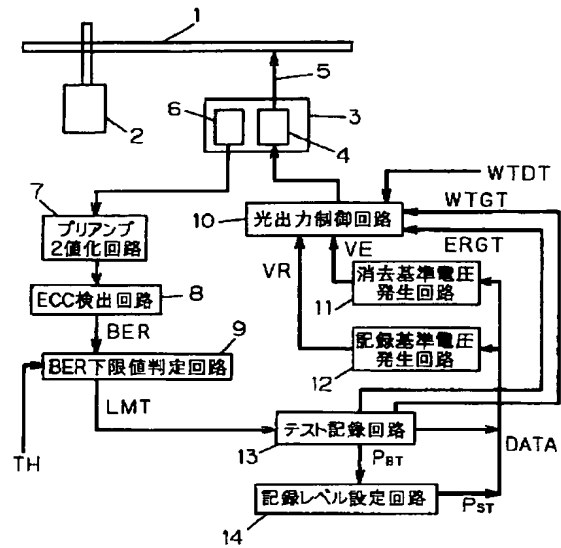 1
5
6
3
2
4
WTDT
7
WTGT
プリアンプ
2値化回路
10
光出力制御回路
ERGT
VE
VR
消去基準電圧
発生回路
11
ECC検出回路
8
BER
9
記録基準電圧
発生回路
12
BER下限値判定回路
LMT
TH
テスト記録回路
13
DATA
PBT
記録レベル設定回路
PST
14